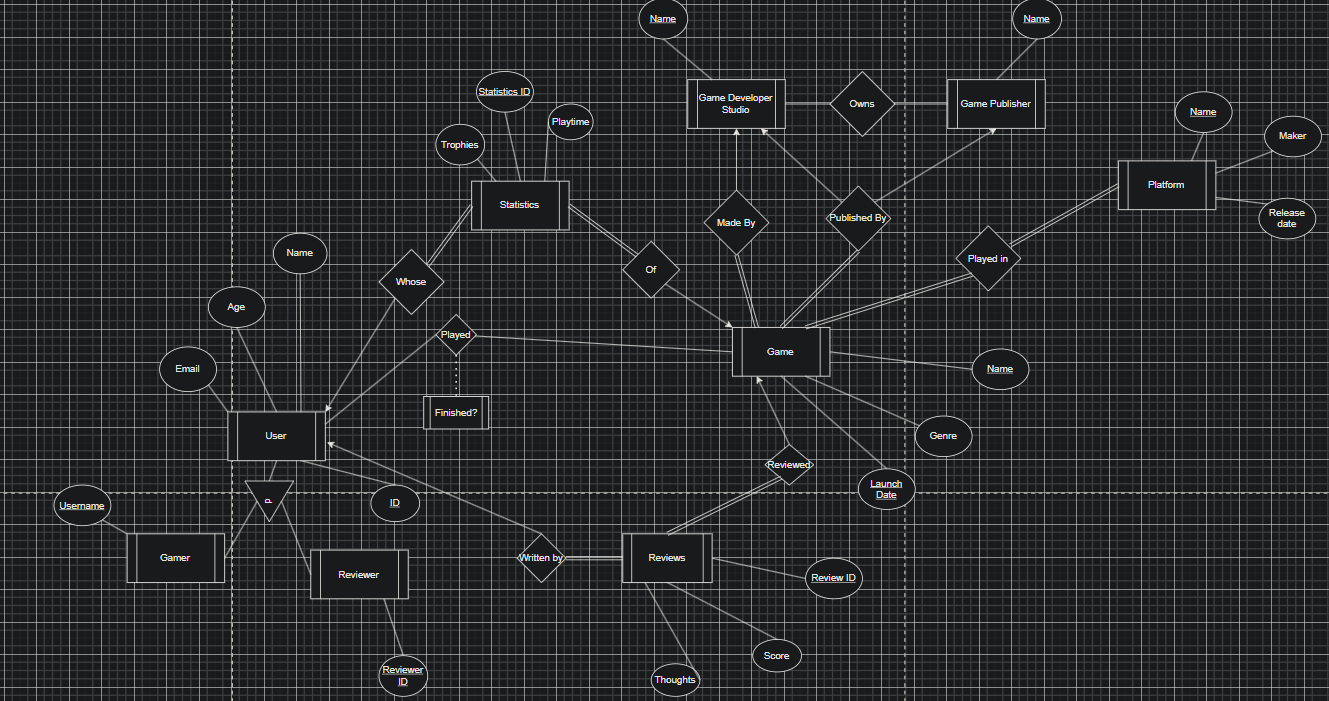 Name
Name
Statistics ID
Playtime
Trophies
Game Developer
Studio
Owns
Game Publisher
Name
Maker
Platform
Release
date
Statistics
Made By
Published By
Played in
Name
Whose
Of
Age
Played
Game
Email
Name
Finished?
User
Genre
Reviewed
Launch
Date
Username
d
ID
Gamer
Reviewer
Written by
Reviews
Review ID
Score
Reviewer
ID
Thoughts